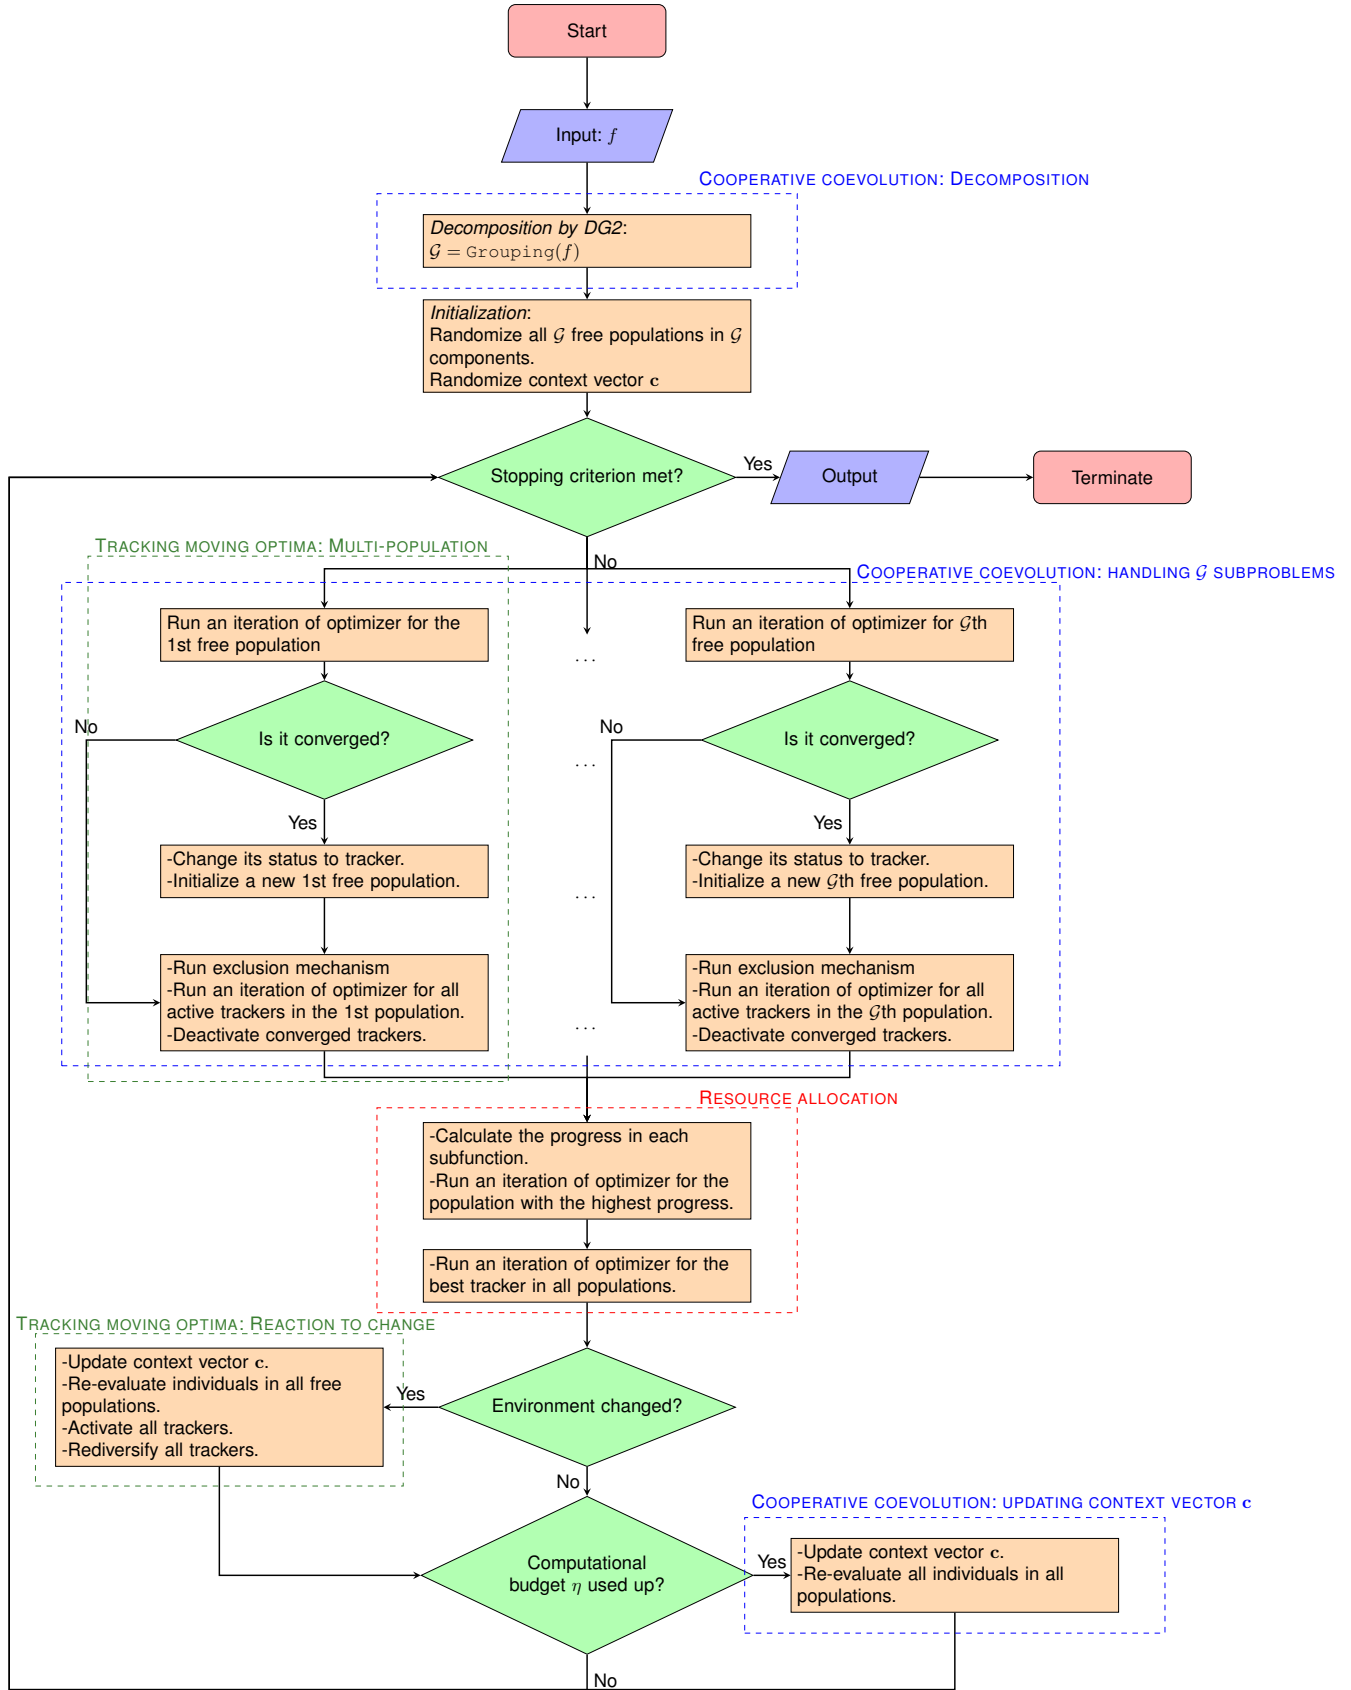 Start
Input: f
COOPERATIVE COEVOLUTION: DECOMPOSITION
Decomposition by DG2:
𝒢 = Grouping(f)
Initialization:
Randomize all 𝒢 free populations in 𝒢
components.
Randomize context vector c
Stopping criterion met?
Yes
Output
Terminate
No
TRACKING MOVING OPTIMA: MULTI-POPULATION
COOPERATIVE COEVOLUTION: HANDLING 𝒢 SUBPROBLEMS
Run an iteration of optimizer for the
1st free population
...
Run an iteration of optimizer for 𝒢th
free population
No
Is it converged?
...
No
Is it converged?
Yes
Yes
-Change its status to tracker.
-Initialize a new 1st free population.
...
-Change its status to tracker.
-Initialize a new 𝒢th free population.
-Run exclusion mechanism
-Run an iteration of optimizer for all
active trackers in the 1st population.
-Deactivate converged trackers.
...
-Run exclusion mechanism
-Run an iteration of optimizer for all
active trackers in the 𝒢th population.
-Deactivate converged trackers.
RESOURCE ALLOCATION
-Calculate the progress in each
subfunction.
-Run an iteration of optimizer for the
population with the highest progress.
-Run an iteration of optimizer for the
best tracker in all populations.
TRACKING MOVING OPTIMA: REACTION TO CHANGE
-Update context vector c.
-Re-evaluate individuals in all free
populations.
-Activate all trackers.
-Rediversify all trackers.
Yes
Environment changed?
No
COOPERATIVE COEVOLUTION: UPDATING CONTEXT VECTOR c
Computational
budget η used up?
Yes
-Update context vector c.
-Re-evaluate all individuals in all
populations.
No